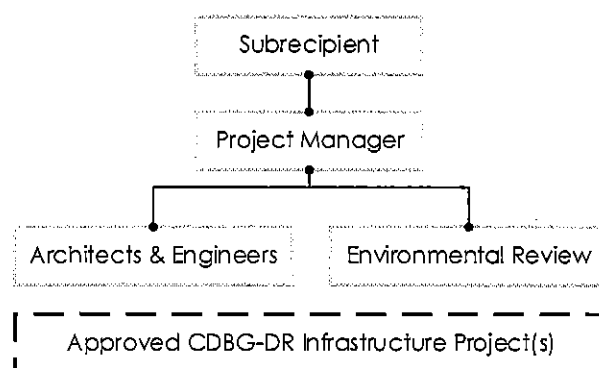 Subrecipient
Project Manager
Architects & Engineers
Environmental Review
Approved CDBG-DR Infrastructure Project(s)